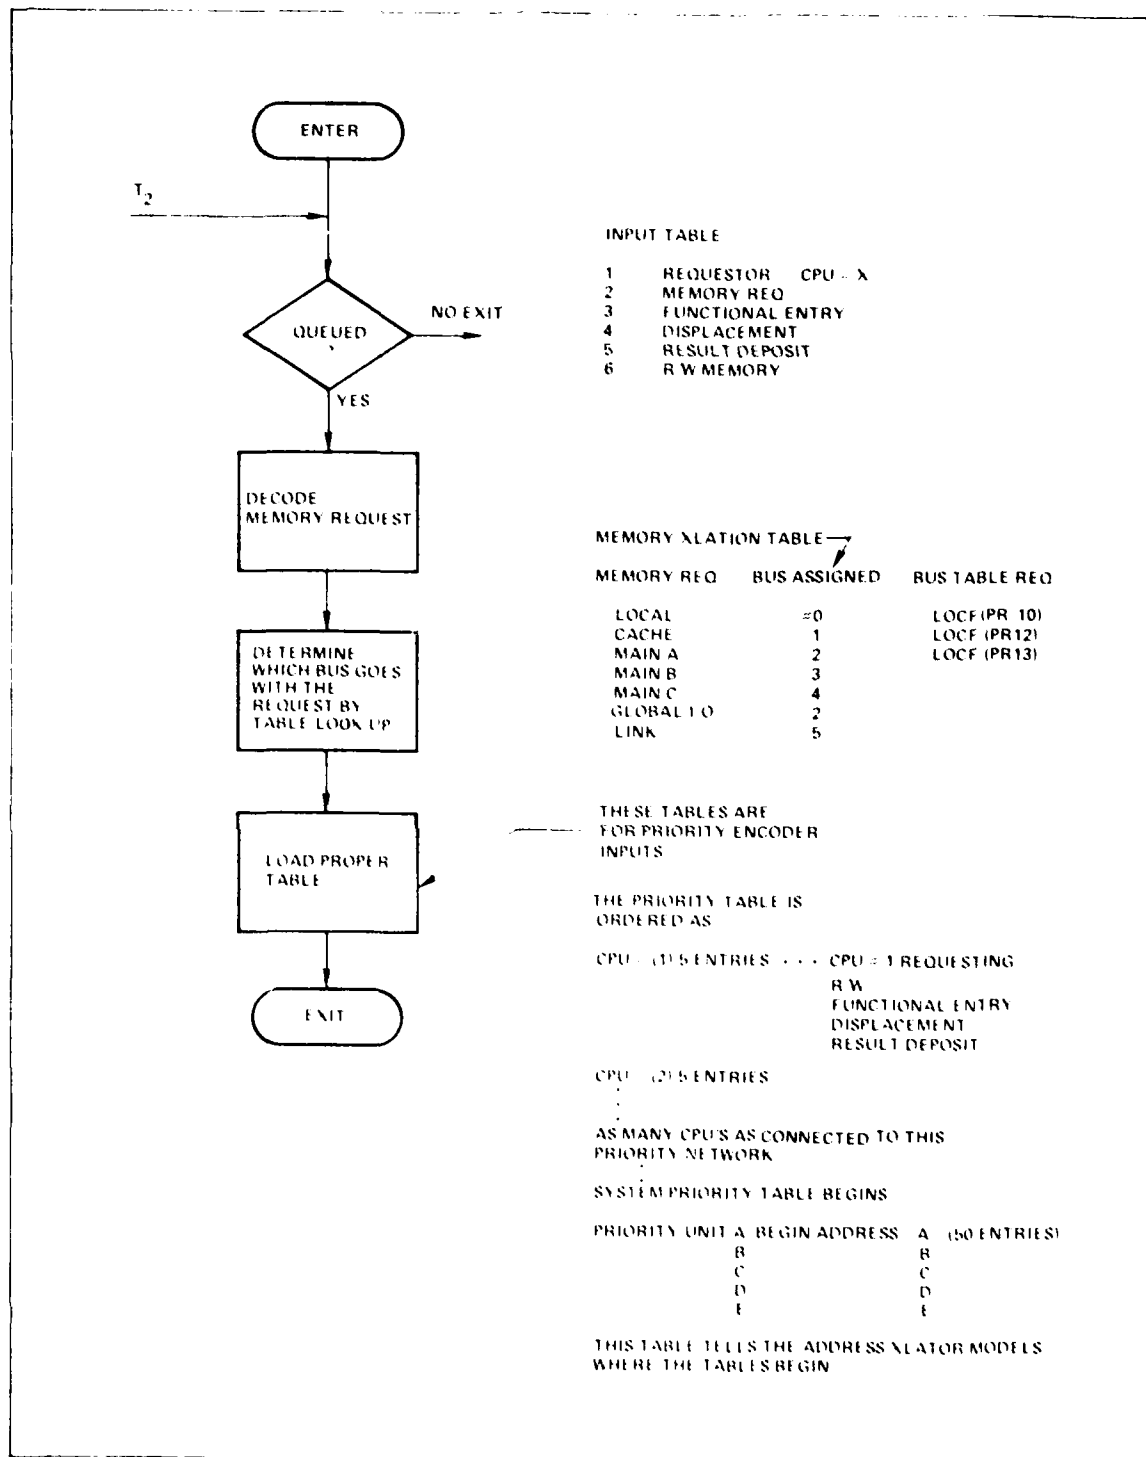 ENTER
T2
QUEUED
?
NO EXIT
YES
DECODE
MEMORY REQUEST
DETERMINE
WHICH BUS GOES
WITH THE
REQUEST BY
TABLE LOOK UP
LOAD PROPER
TABLE
EXIT
INPUT TABLE
1 REQUESTOR CPU = X
2 MEMORY REQ
3 FUNCTIONAL ENTRY
4 DISPLACEMENT
5 RESULT DEPOSIT
6 R W MEMORY
MEMORY XLATION TABLE
MEMORY REQ BUS ASSIGNED BUS TABLE REQ
LOCAL =0 LOCF (PR 10)
CACHE 1 LOCF (PR12)
MAIN A 2 LOCF (PR13)
MAIN B 3
MAIN C 4
GLOBAL I O 2
LINK 5
THESE TABLES ARE
FOR PRIORITY ENCODER
INPUTS
THE PRIORITY TABLE IS
ORDERED AS
CPU = (1) 5 ENTRIES . . . CPU = 1 REQUESTING
R W
FUNCTIONAL ENTRY
DISPLACEMENT
RESULT DEPOSIT
CPU (2) 5 ENTRIES
AS MANY CPU'S AS CONNECTED TO THIS
PRIORITY NETWORK
SYSTEM PRIORITY TABLE BEGINS
PRIORITY UNIT A BEGIN ADDRESS A (50 ENTRIES)
B B
C C
D D
E E
THIS TABLE TELLS THE ADDRESS XLATOR MODELS
WHERE THE TABLES BEGIN